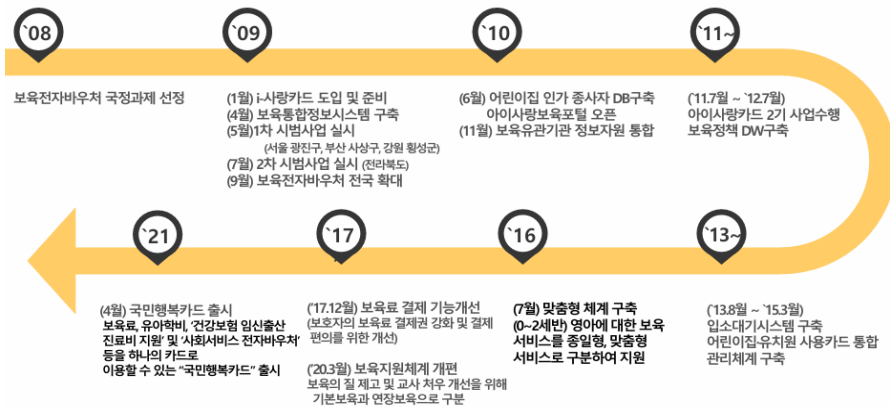 `08
보육전자바우처 국정과제 선정
`09
(1월) i-사랑카드 도입 및 준비
(4월) 보육통합정보시스템 구축
(5월)1차 시범사업 실시
(서울 광진구, 부산 사상구, 강원 횡성군)
(7월) 2차 시범사업 실시 (전라북도)
(9월) 보육전자바우처 전국 확대
`10
(6월) 어린이집 인가 종사자 DB구축
아이사랑보육포털 오픈
(11월) 보육유관기관 정보자원 통합
`11~
(`11.7월 ~ `12.7월)
아이사랑카드 2기 사업수행
보육정책 DW구축
`13~
('13.8월 ~ `15.3월)
입소대기시스템 구축
어린이집·유치원 사용카드 통합
관리체계 구축
`16
(7월) 맞춤형 체계 구축
(0~2세반) 영아에 대한 보육
서비스를 종일형, 맞춤형
서비스로 구분하여 지원
`17
('17.12월) 보육료 결제 기능개선
(보호자의 보육료 결제권 강화 및 결제
편의를 위한 개선)
('20.3월) 보육지원체계 개편
보육의 질 제고 및 교사 처우 개선을 위해
기본보육과 연장보육으로 구분
`21
(4월) 국민행복카드 출시
보육료, 유아학비, '건강보험 임신출산
진료비 지원' 및 '사회서비스 전자바우처'
등을 하나의 카드로
이용할 수 있는 "국민행복카드" 출시